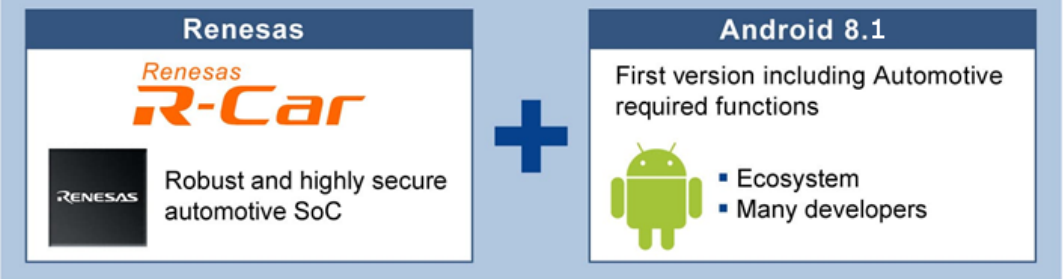 Renesas
Renesas
R-Car
RENESAS
Robust and highly secure
automotive SoC
Android 8.1
First version including Automotive
required functions
▪ Ecosystem
▪ Many developers